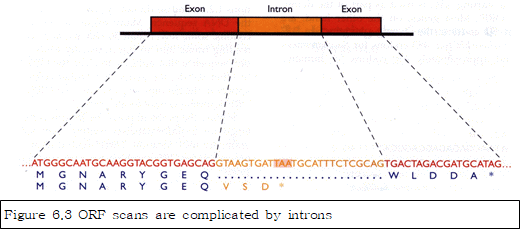 Exon Intron Exon
...ATGGGCAATGCAAGGTACGGTGAGCAGGTAAGTGATTAATGCATTTCTCGCAGTGACTAGACGATGCATAG...
M G N A R Y G E Q ................................. W L D D A *
M G N A R Y G E Q V S D *
Figure 6.3 ORF scans are complicated by introns